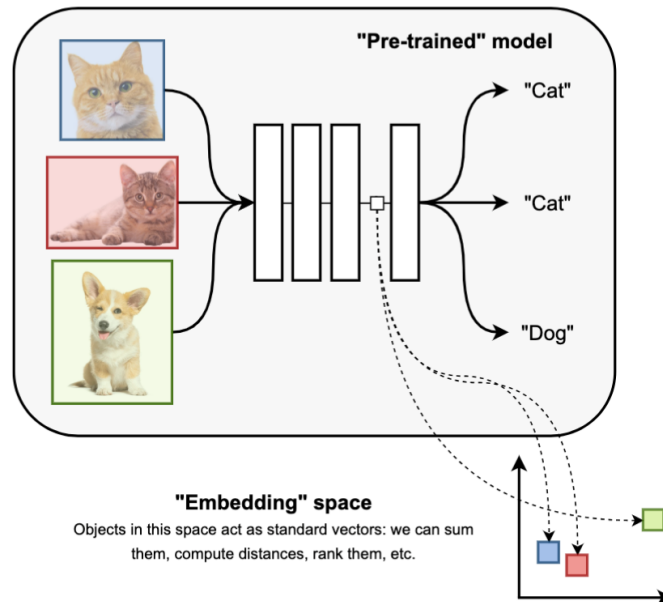 "Pre-trained" model
"Cat"
"Cat"
"Dog"
"Embedding" space
Objects in this space act as standard vectors: we can sum
them, compute distances, rank them, etc.